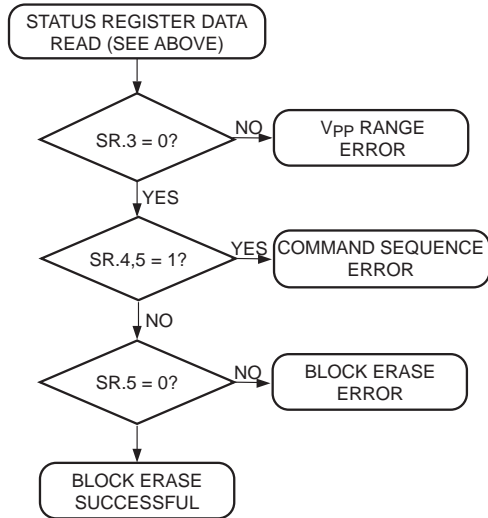 STATUS REGISTER DATA
READ (SEE ABOVE)
SR.3 = 0?
NO
VPP RANGE
ERROR
YES
SR.4,5 = 1?
YES
COMMAND SEQUENCE
ERROR
NO
SR.5 = 0?
NO
BLOCK ERASE
ERROR
BLOCK ERASE
SUCCESSFUL